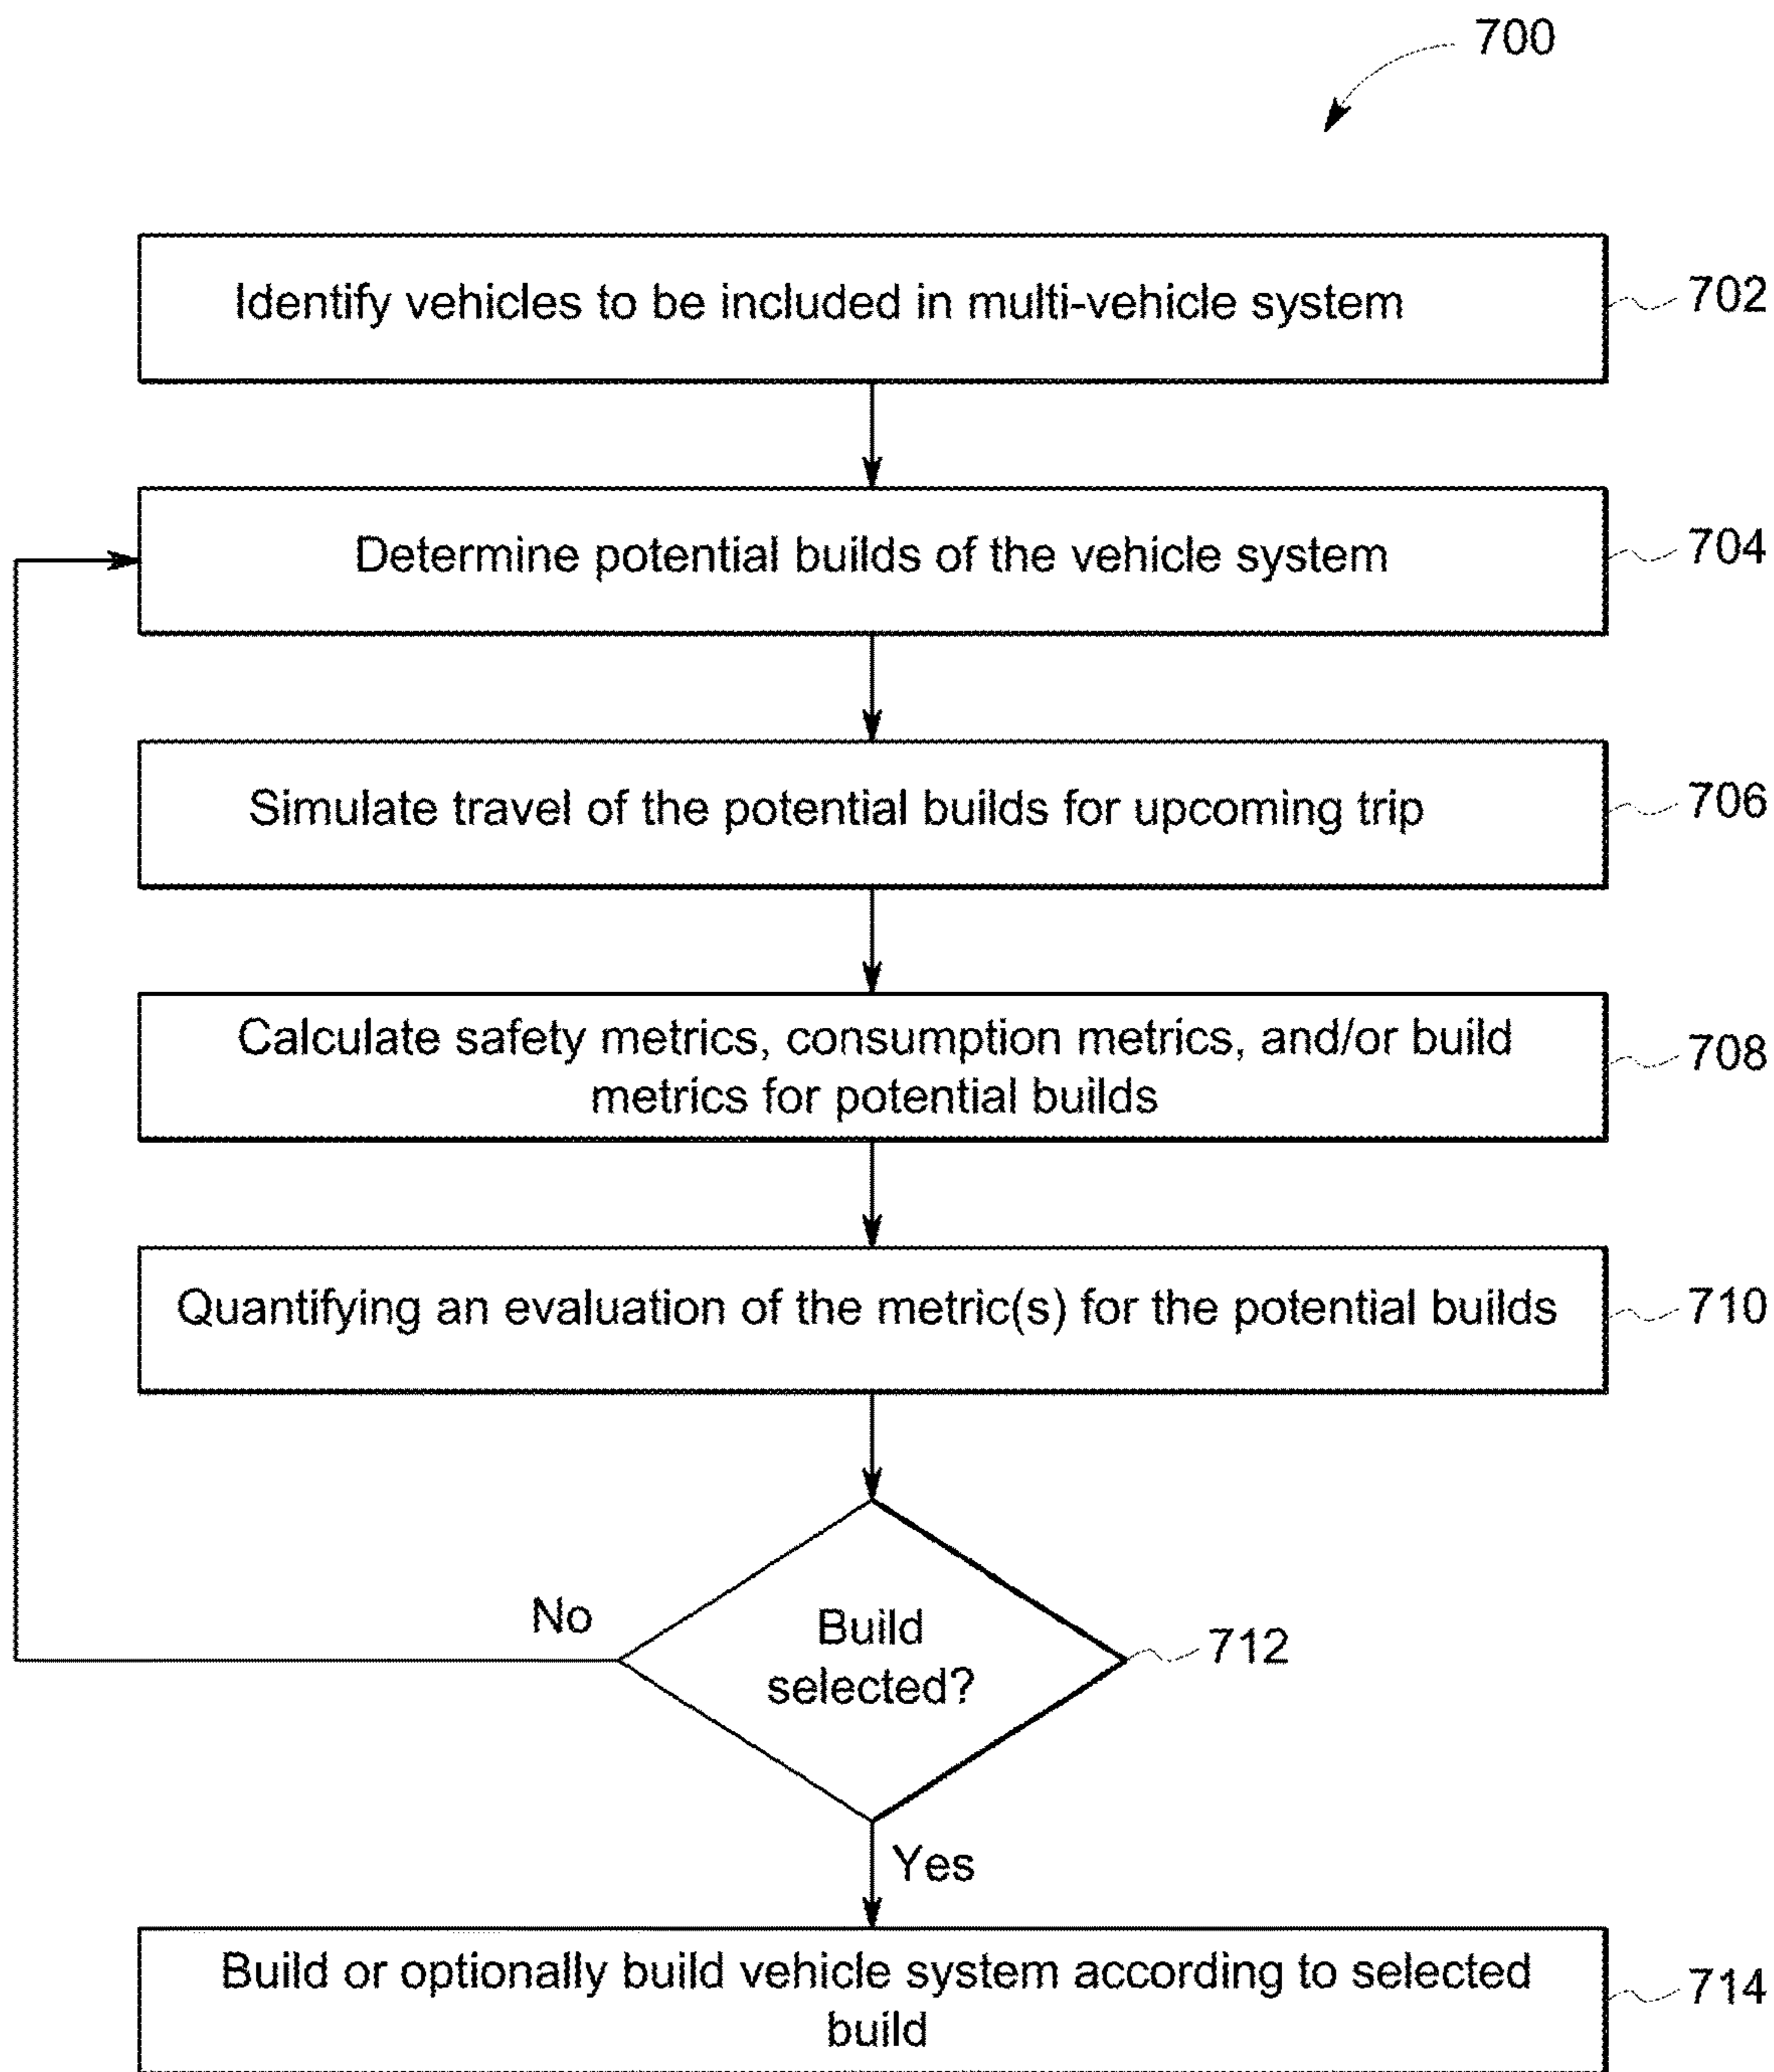 700
Identify vehicles to be included in multi-vehicle system
702
Determine potential builds of the vehicle system
704
Simulate travel of the potential builds for upcoming trip
706
Calculate safety metrics, consumption metrics, and/or build
metrics for potential builds
708
Quantifying an evaluation of the metric(s) for the potential builds
710
No
Build
selected?
712
Yes
Build or optionally build vehicle system according to selected
build
714